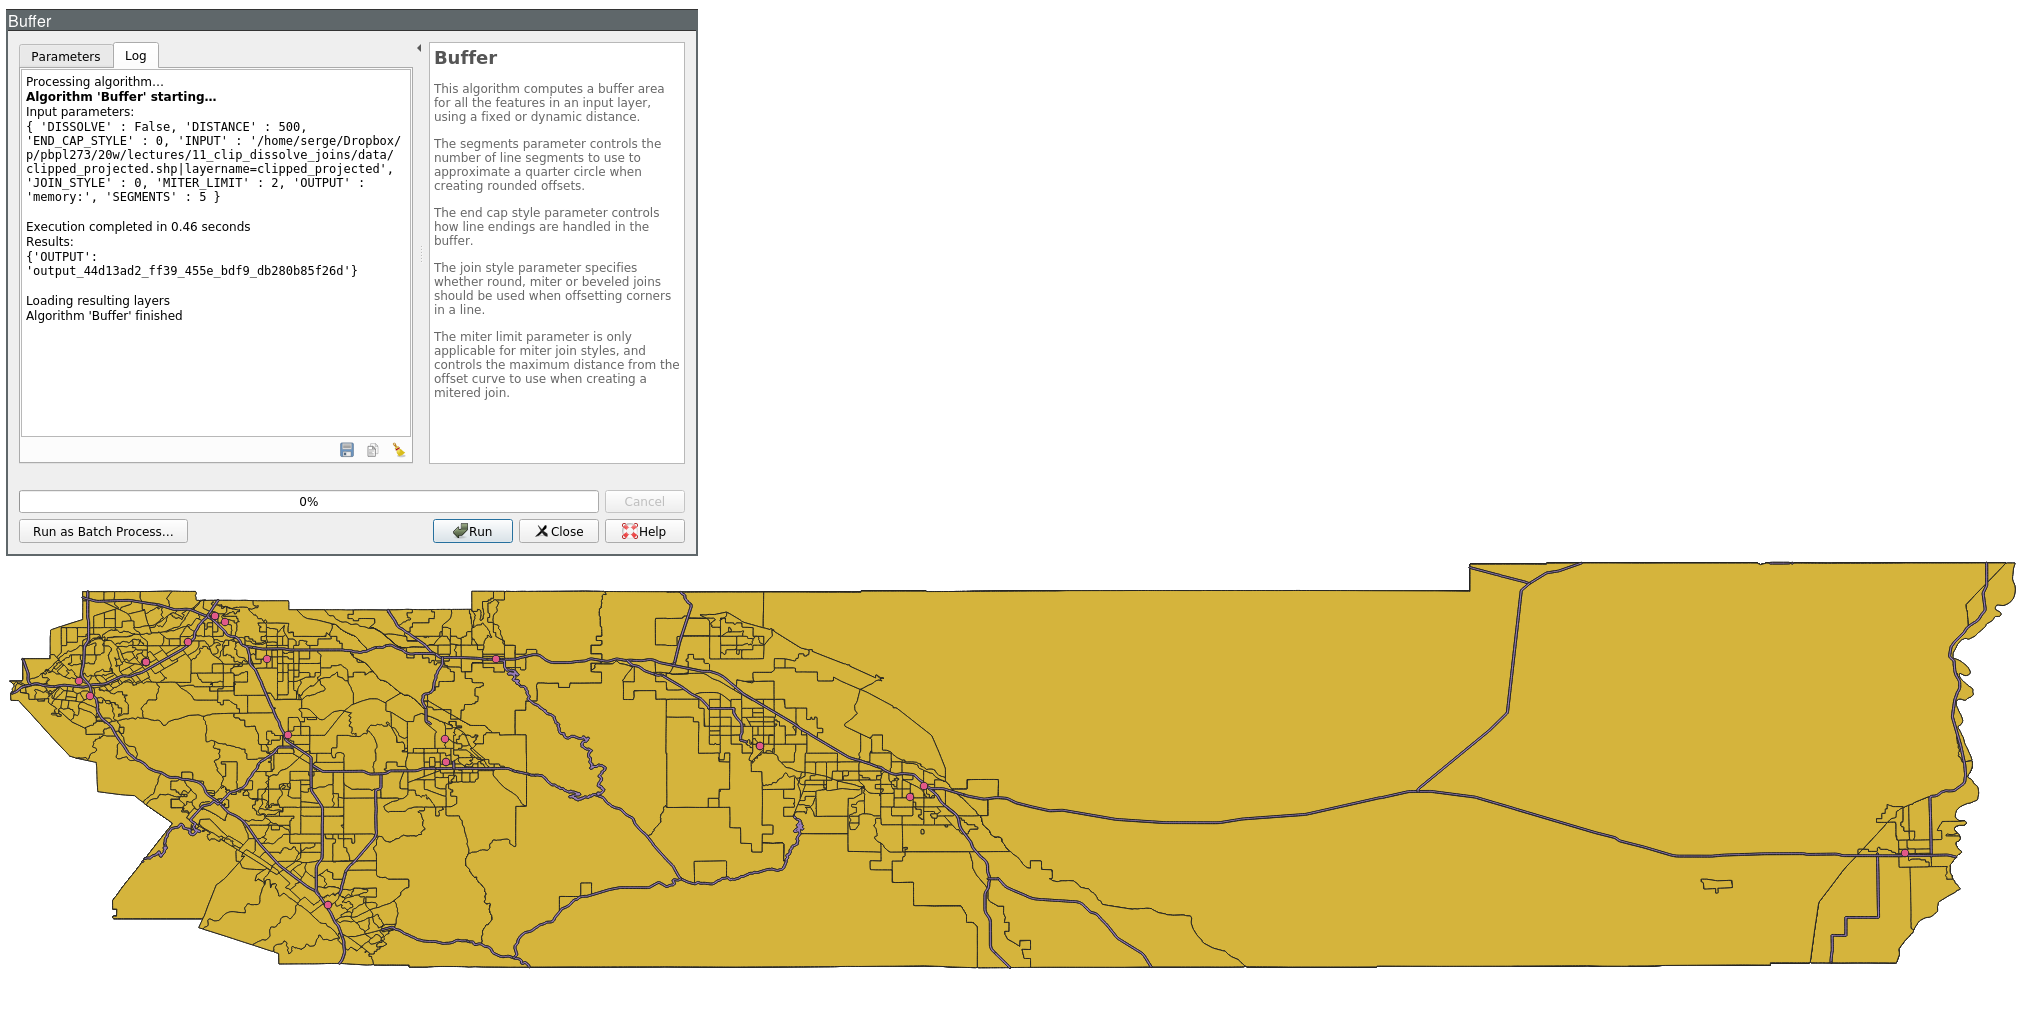 Buffer
Parameters
Log
Processing algorithm…
Algorithm 'Buffer' starting…
Input parameters:
{ 'DISSOLVE' : False, 'DISTANCE' : 500,
'END_CAP_STYLE' : 0, 'INPUT' : '/home/serge/Dropbox/
p/pbpl273/20w/lectures/11_clip_dissolve_joins/data/
clipped_projected.shp|layername=clipped_projected',
'JOIN_STYLE' : 0, 'MITER_LIMIT' : 2, 'OUTPUT' :
'memory:', 'SEGMENTS' : 5 }
Execution completed in 0.46 seconds
Results:
{'OUTPUT':
'output_44d13ad2_ff39_455e_bdf9_db280b85f26d'}
Loading resulting layers
Algorithm 'Buffer' finished
Buffer
This algorithm computes a buffer area
for all the features in an input layer,
using a fixed or dynamic distance.
The segments parameter controls the
number of line segments to use to
approximate a quarter circle when
creating rounded offsets.
The end cap style parameter controls
how line endings are handled in the
buffer.
The join style parameter specifies
whether round, miter or beveled joins
should be used when offsetting corners
in a line.
The miter limit parameter is only
applicable for miter join styles, and
controls the maximum distance from the
offset curve to use when creating a
mitered join.
0%
Cancel
Run as Batch Process…
Run
Close
Help